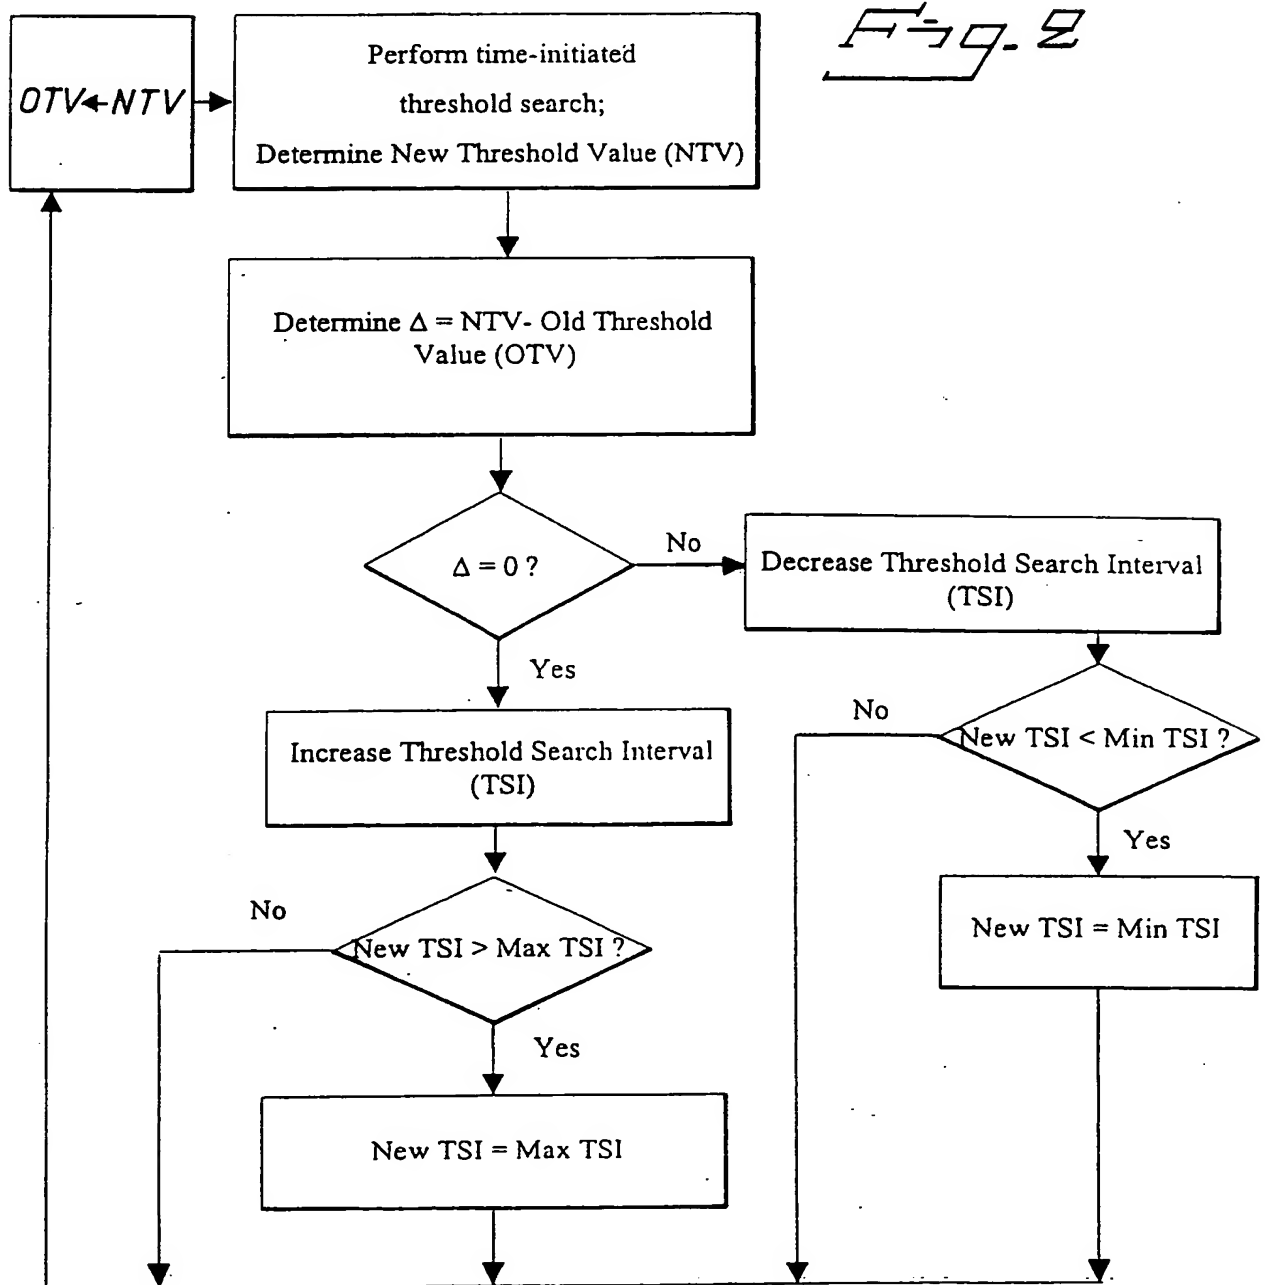 Fig. 2
OTV←NTV
Perform time-initiated
threshold search;
Determine New Threshold Value (NTV)
Determine Δ = NTV- Old Threshold
Value (OTV)
Δ = 0 ?
No
Decrease Threshold Search Interval
(TSI)
Yes
No
New TSI < Min TSI ?
Increase Threshold Search Interval
(TSI)
Yes
No
New TSI > Max TSI ?
New TSI = Min TSI
Yes
New TSI = Max TSI